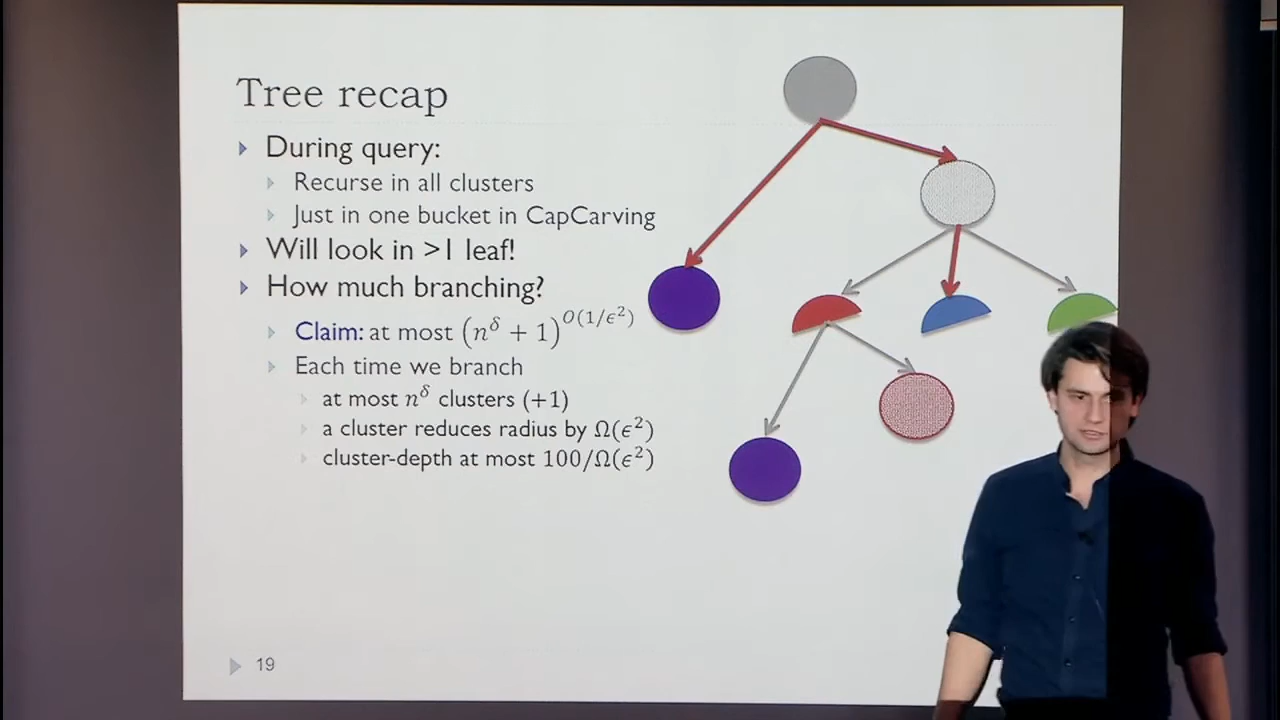 Tree recap
During query:
Recurse in all clusters
Just in one bucket in CapCarving
Will look in >1 leaf!
How much branching?
Claim: at most (n^δ + 1)^{O(1/ϵ²)}
Each time we branch
at most n^δ clusters (+1)
a cluster reduces radius by Ω(ϵ²)
cluster-depth at most 100/Ω(ϵ²)
19